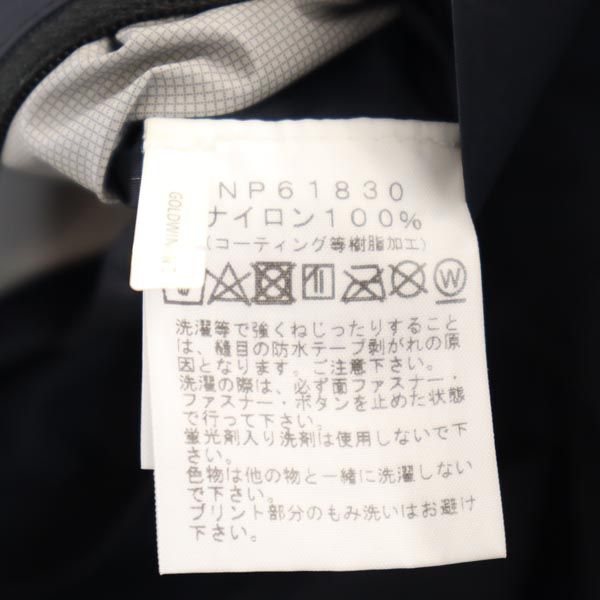 GOLDWIN
NP61830
ナイロン100%
(コーティング等樹脂加工)
洗濯等で強くねじったりすること
は、縫目の防水テープ剥がれの原
因となります。ご注意下さい。
洗濯の際は、必ず面ファスナー・
ファスナー・ボタンを止めた状態
で行って下さい。
蛍光剤入り洗剤は使用しないで下
さい。
色物は他の物と一緒に洗濯しない
で下さい。
プリント部分のもみ洗いはお避け
下さい。